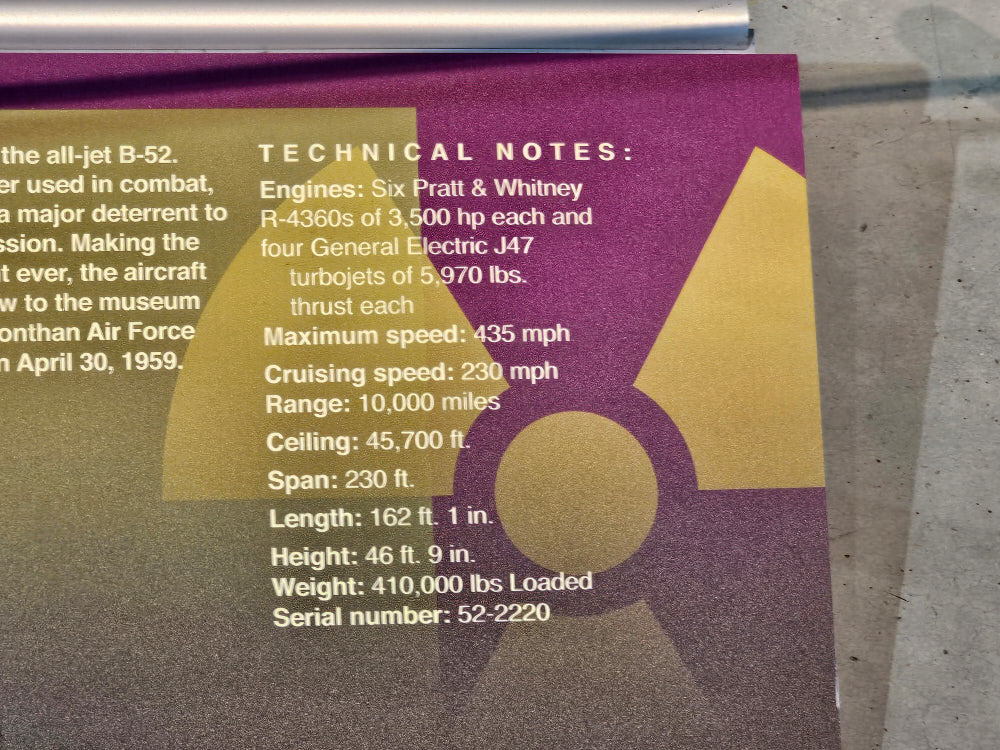 the all-jet B-52.
used in combat,
a major deterrent to
Making the
ever, the aircraft
to the museum
Air Force
April 30, 1959.
TECHNICAL NOTES:
Engines: Six Pratt & Whitney
R-4360s of 3,500 hp each and
four General Electric J47
turbojets of 5,970 lbs.
thrust each
Maximum speed: 435 mph
Cruising speed: 230 mph
Range: 10,000 miles
Ceiling: 45,700 ft.
Span: 230 ft.
Length: 162 ft. 1 in.
Height: 46 ft. 9 in.
Weight: 410,000 lbs Loaded
Serial number: 52-2220